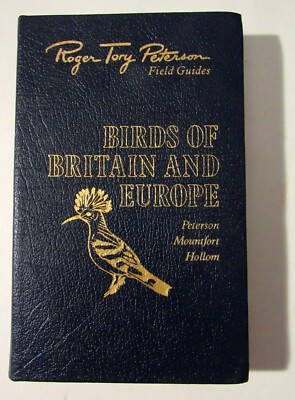 Roger Tory Peterson
Field Guides
BIRDS OF
BRITAIN AND
EUROPE
Peterson
Mountfort
Hollom